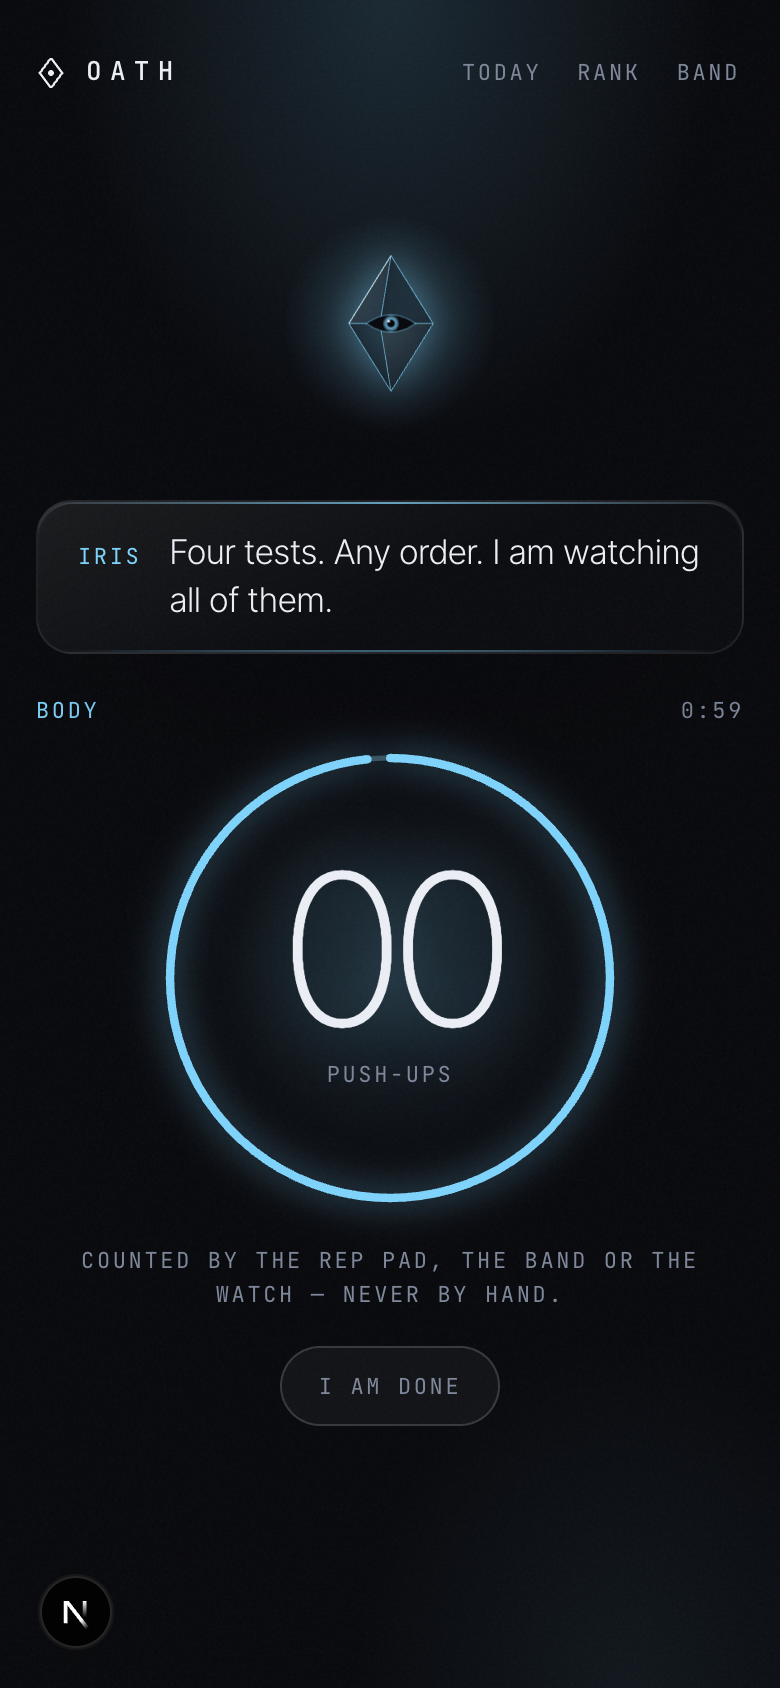 OATH
TODAY RANK BAND
IRIS
Four tests. Any order. I am watching
all of them.
BODY
0:59
00
PUSH-UPS
COUNTED BY THE REP PAD, THE BAND OR THE
WATCH — NEVER BY HAND.
I AM DONE
N